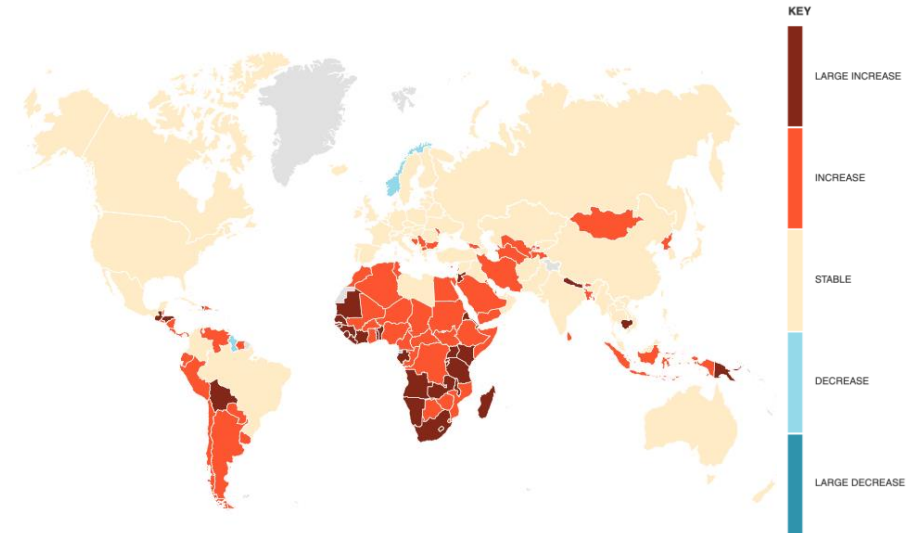 KEY
LARGE INCREASE
INCREASE
STABLE
DECREASE
LARGE DECREASE